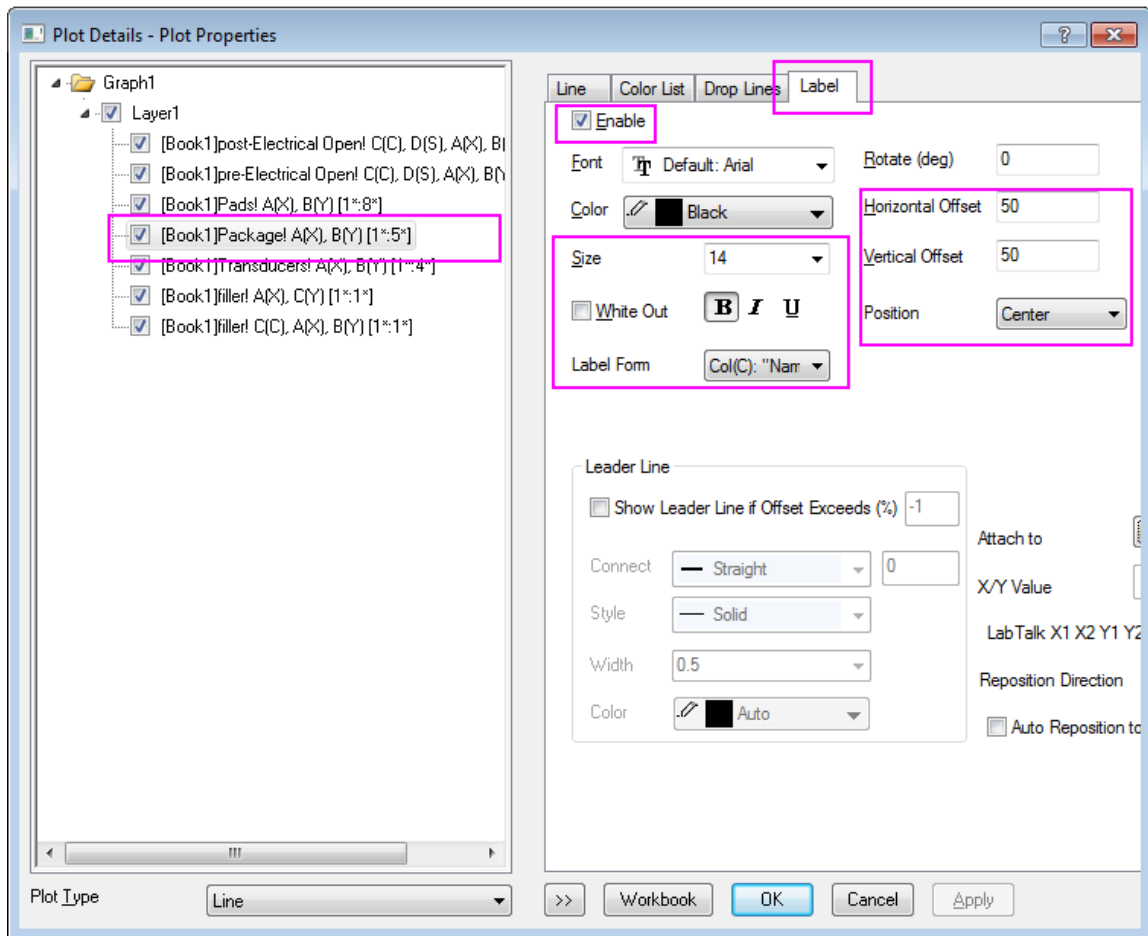 Plot Details - Plot Properties
Graph1
Layer1
[Book1]post-Electrical Open! C(C), D(S), A(X), B(
[Book1]pre-Electrical Open! C(C), D(S), A(X), B(Y
[Book1]Pads! A(X), B(Y) [1*:8*]
[Book1]Package! A(X), B(Y) [1*:5*]
[Book1]Transducers! A(X), B(Y) [1*:4*]
[Book1]filler! A(X), C(Y) [1*:1*]
[Book1]filler! C(C), A(X), B(Y) [1*:1*]
Plot Type
Line
Line Color List Drop Lines Label
Enable
Font Default: Arial Rotate (deg) 0
Color Black Horizontal Offset 50
Size 14 Vertical Offset 50
White Out B I U Position Center
Label Form Col(C): "Nam
Leader Line
Show Leader Line if Offset Exceeds (%) -1
Connect Straight 0
Style Solid
Width 0.5
Color Auto
Attach to
X/Y Value
LabTalk X1 X2 Y1 Y2
Reposition Direction
Auto Reposition to
>> Workbook OK Cancel Apply